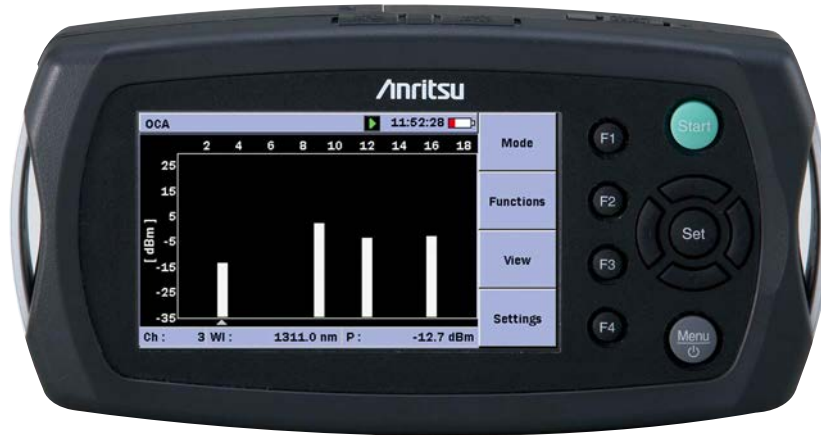 Anritsu
OCA 11:52:28
2 4 6 8 10 12 14 16 18
25
15
5
-5
-15
-25
-35
[ dBm ]
Ch : 3 Wl : 1311.0 nm P : -12.7 dBm
Mode
Functions
View
Settings
F1
F2
F3
F4
Start
Set
Menu